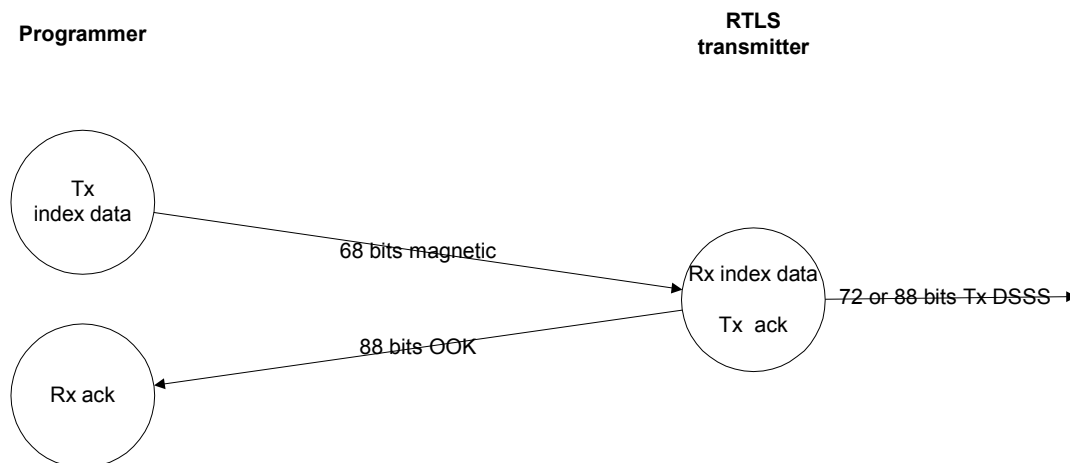 Programmer
RTLS
transmitter
Tx
index data
68 bits magnetic
Rx index data
Tx ack
72 or 88 bits Tx DSSS
88 bits OOK
Rx ack